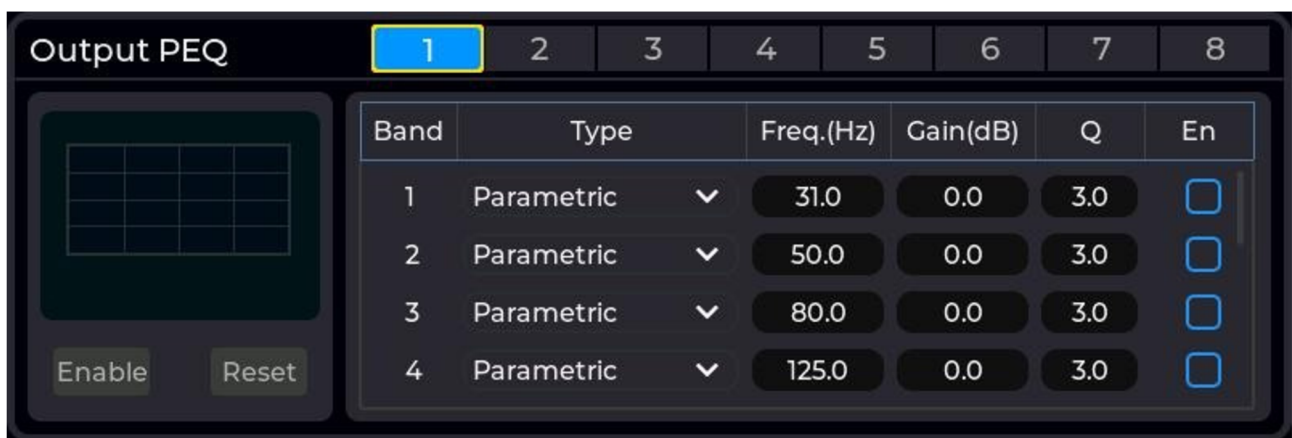 Output PEQ 1 2 3 4 5 6 7 8
Band Type Freq.(Hz) Gain(dB) Q En
1 Parametric 31.0 0.0 3.0
2 Parametric 50.0 0.0 3.0
3 Parametric 80.0 0.0 3.0
4 Parametric 125.0 0.0 3.0
Enable Reset